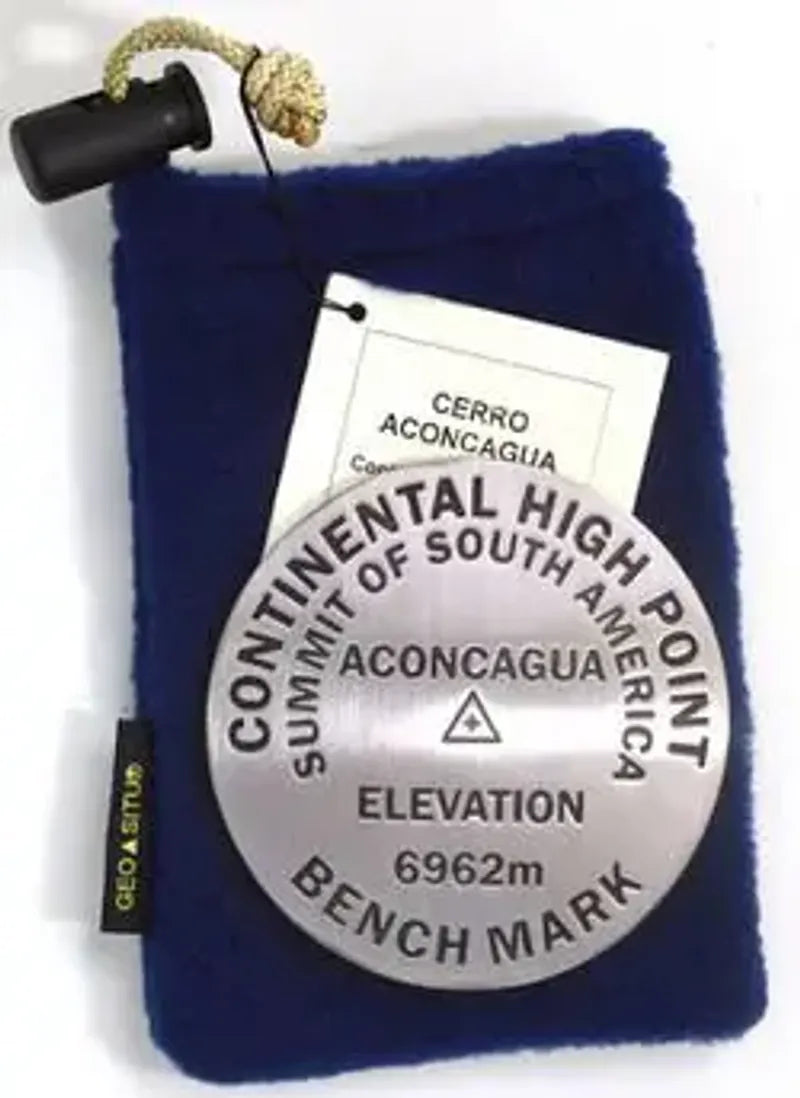 CERRO
ACONCAGUA
CONTINENTAL HIGH POINT
SUMMIT OF SOUTH AMERICA
ACONCAGUA
ELEVATION
6962m
BENCH MARK
GEO▲SITU®